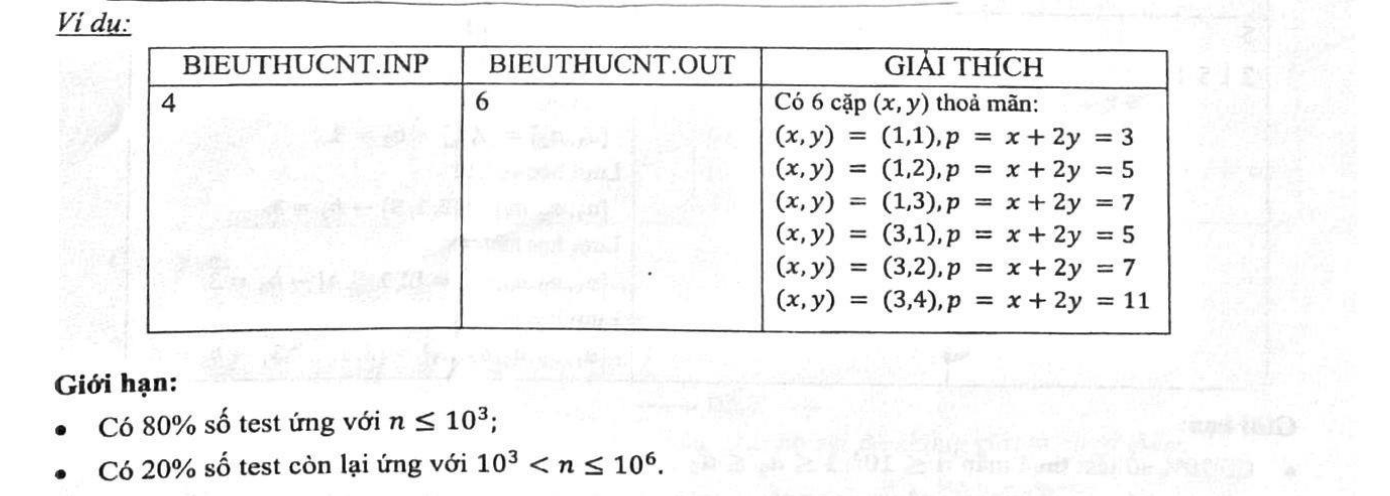 Ví dụ:
BIEUTHUCNT.INP BIEUTHUCNT.OUT GIẢI THÍCH
4 6 Có 6 cặp (x, y) thoả mãn:
(x, y) = (1,1), p = x + 2y = 3
(x, y) = (1,2), p = x + 2y = 5
(x, y) = (1,3), p = x + 2y = 7
(x, y) = (3,1), p = x + 2y = 5
(x, y) = (3,2), p = x + 2y = 7
(x, y) = (3,4), p = x + 2y = 11
Giới hạn:
• Có 80% số test ứng với n ≤ 10³;
• Có 20% số test còn lại ứng với 10³ < n ≤ 10⁶.